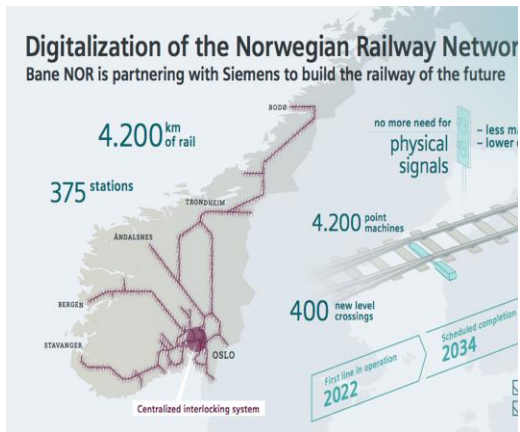 Digitalization of the Norwegian Railway Networ
Bane NOR is partnering with Siemens to build the railway of the future
4.200 km of rail
375 stations
BODØ
TRONDHEIM
ÅNDALSNES
BERGEN
STAVANGER
OSLO
Centralized interlocking system
no more need for
physical
signals
– less ma
– lower
4.200 point machines
400 new level crossings
First line in operation
2022
Scheduled completion
2034